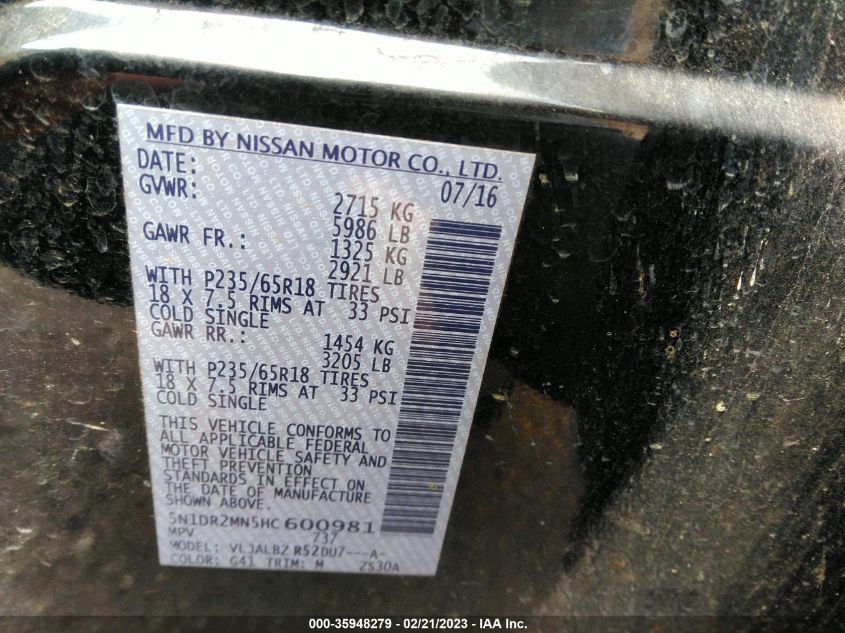 MFD BY NISSAN MOTOR CO., LTD.
DATE: 07/16
GVWR: 2715 KG
5986 LB
GAWR FR.: 1325 KG
2921 LB
WITH P235/65R18 TIRES
18 X 7.5 RIMS AT 33 PSI
COLD SINGLE
GAWR RR.: 1454 KG
3205 LB
WITH P235/65R18 TIRES
18 X 7.5 RIMS AT 33 PSI
COLD SINGLE
THIS VEHICLE CONFORMS TO
ALL APPLICABLE FEDERAL
MOTOR VEHICLE SAFETY AND
THEFT PREVENTION
STANDARDS IN EFFECT ON
THE DATE OF MANUFACTURE
SHOWN ABOVE.
5N1DR2MN5HC600981
MPV 737
MODEL: VLJALBZ R52DU7---A-
COLOR: G41 TRIM: M 2S30A
000-35948279 - 02/21/2023 - IAA Inc.